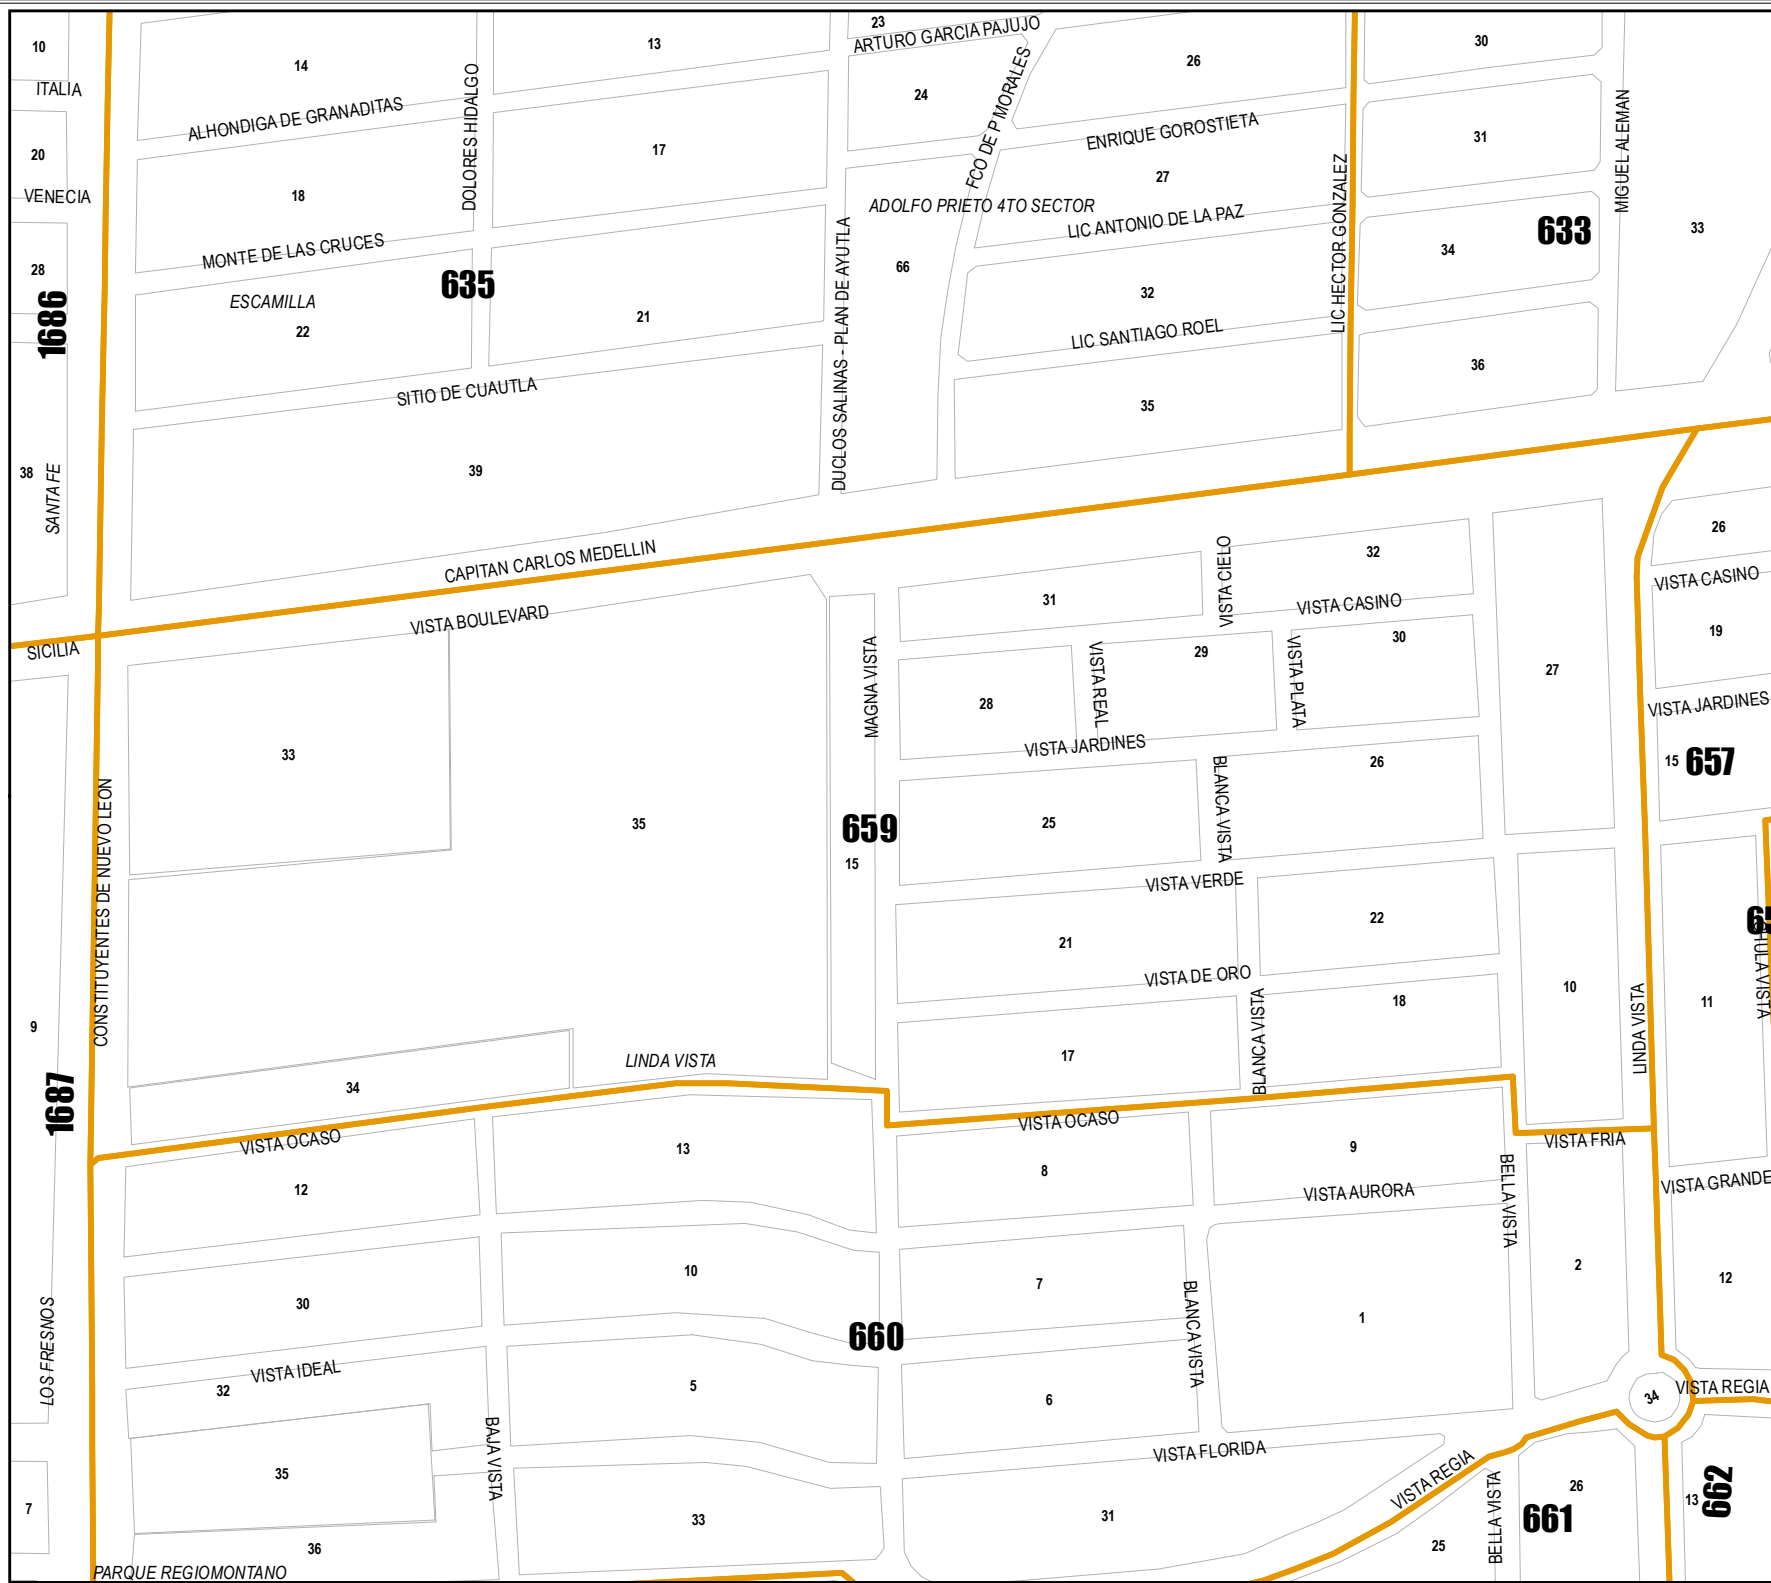 23
10
14
13
ARTURO GARCIA PAJUJO
26
30
ITALIA
24
ALHONDIGA DE GRANADITAS
DOLORES HIDALGO
FCO DE P MORALES
ENRIQUE GOROSTIETA
31
MIGUEL ALEMAN
20
17
27
VENECIA
18
ADOLFO PRIETO 4TO SECTOR
LIC ANTONIO DE LA PAZ
LIC HECTOR GONZALEZ
633
33
34
MONTE DE LAS CRUCES
28
635
66
32
ESCAMILLA
1686
22
21
DUCLOS SALINAS - PLAN DE AYUTLA
LIC SANTIAGO ROEL
36
SITIO DE CUAUTLA
35
38
SANTA FE
39
26
CAPITAN CARLOS MEDELLIN
VISTA CIELO
32
VISTA CASINO
31
VISTA CASINO
VISTA BOULEVARD
30
19
SICILIA
MAGNA VISTA
VISTA REAL
29
VISTA PLATA
27
28
VISTA JARDINES
VISTA JARDINES
33
26
15
657
BLANCA VISTA
35
659
25
15
CONSTITUYENTES DE NUEVO LEON
VISTA VERDE
22
21
VISTA DE ORO
10
18
11
9
LINDA VISTA
BLANCA VISTA
17
LINDA VISTA
34
1687
VISTA OCASO
VISTA OCASO
VISTA FRIA
13
9
8
12
BELLA VISTA
VISTA AURORA
VISTA GRANDE
10
7
2
12
30
LOS FRESNOS
660
BLANCA VISTA
1
VISTA IDEAL
32
5
6
34
VISTA REGIA
BAJA VISTA
VISTA FLORIDA
35
VISTA REGIA
BELLA VISTA
26
662
7
33
31
661
13
36
25
PARQUE REGIOMONTANO